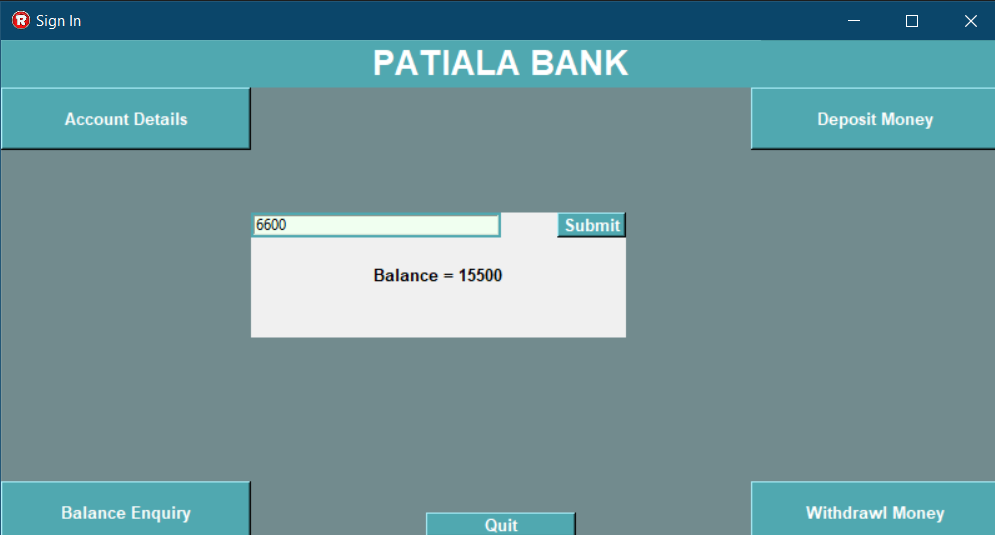 Sign In
PATIALA BANK
Account Details
Deposit Money
6600
Submit
Balance = 15500
Balance Enquiry
Quit
Withdrawl Money